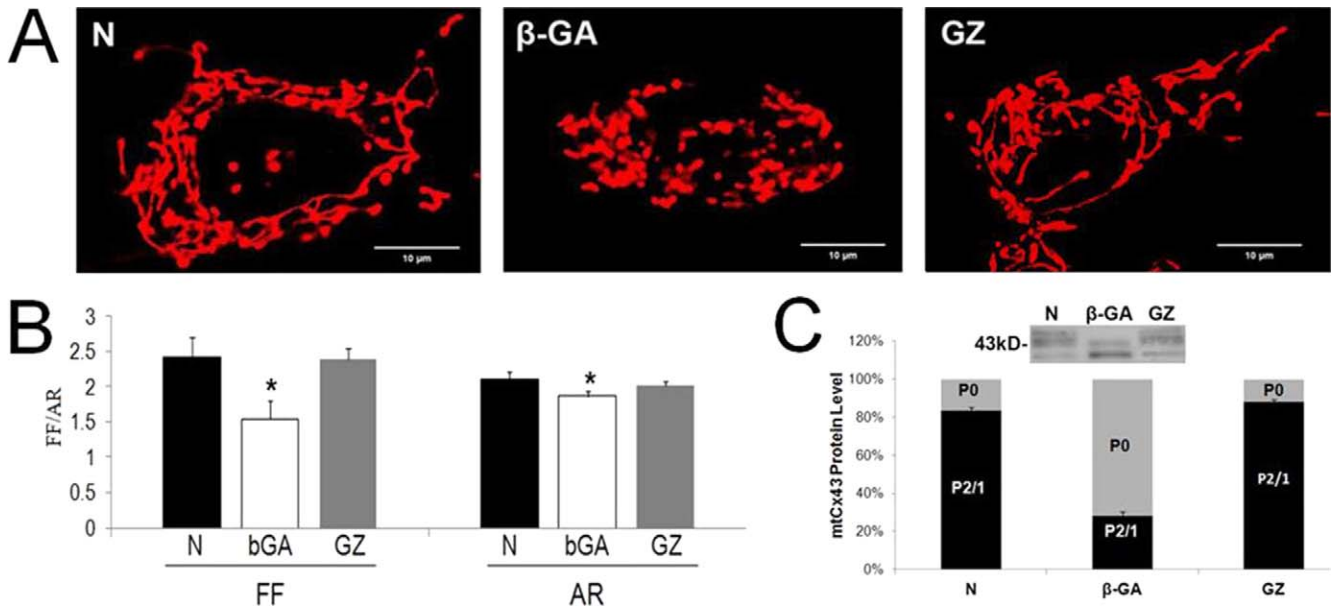 A
N
β-GA
GZ
10 µm
10 µm
10 µm
B
3
2.5
2
1.5
1
0.5
0
FF/AR
*
*
N bGA GZ N bGA GZ
FF AR
C
N β-GA GZ
43kD-
120%
100%
80%
60%
40%
20%
0%
mtCx43 Protein Level
P0
P2/1
P0
P2/1
P0
P2/1
N β-GA GZ